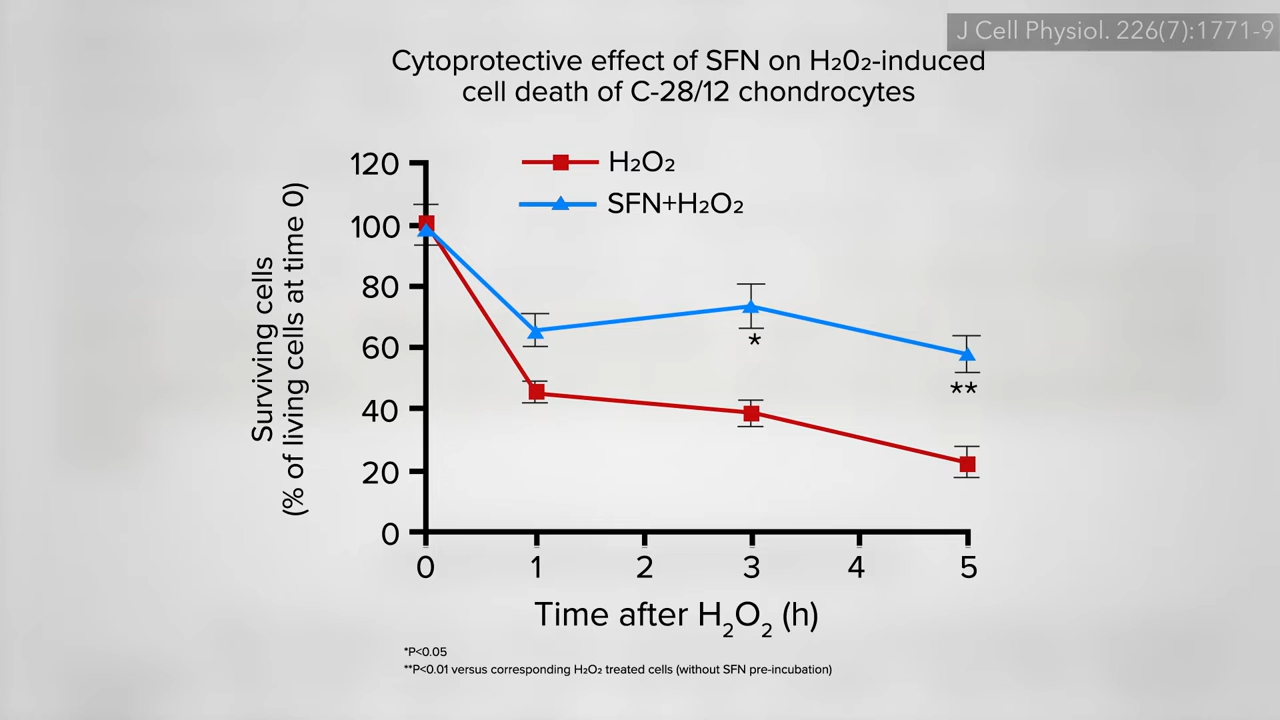 J Cell Physiol. 226(7):1771-9
Cytoprotective effect of SFN on H₂0₂-induced
cell death of C-28/12 chondrocytes
H₂O₂
SFN+H₂O₂
Surviving cells
(% of living cells at time 0)
120
100
80
60
40
20
0
*
**
0 1 2 3 4 5
Time after H₂O₂ (h)
*P<0.05
**P<0.01 versus corresponding H₂O₂ treated cells (without SFN pre-incubation)